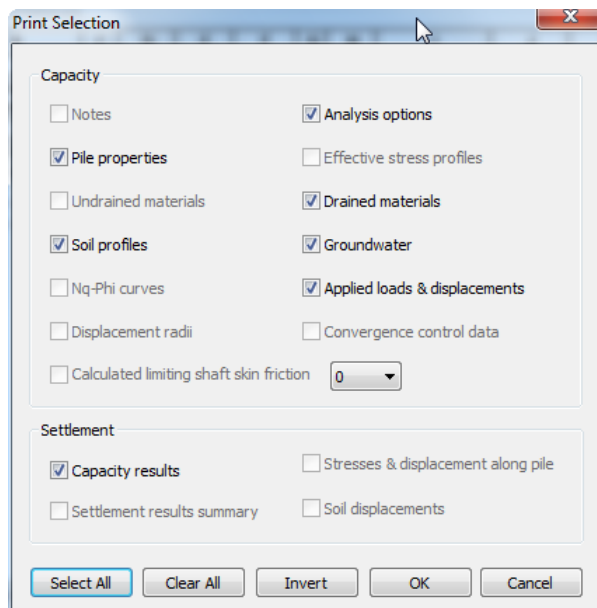 Print Selection
Capacity
Notes
Analysis options
Pile properties
Effective stress profiles
Undrained materials
Drained materials
Soil profiles
Groundwater
Nq-Phi curves
Applied loads & displacements
Displacement radii
Convergence control data
Calculated limiting shaft skin friction 0
Settlement
Capacity results
Stresses & displacement along pile
Settlement results summary
Soil displacements
Select All Clear All Invert OK Cancel